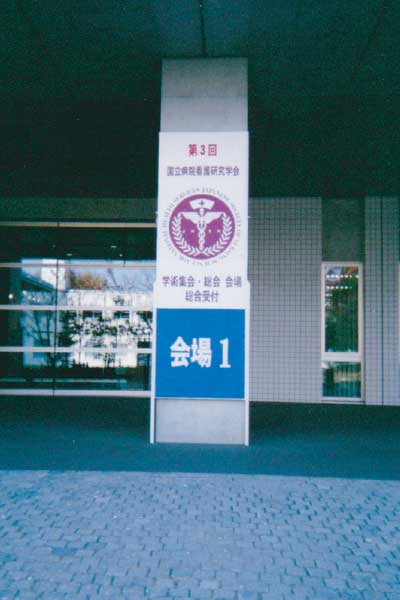 第3回
国立病院看護研究学会
学術集会・総会 会場
総合受付
会場1